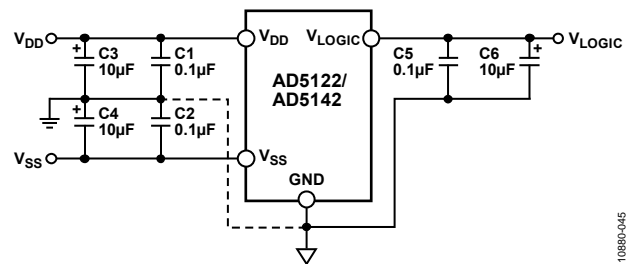 VDD
+
C3
10µF
C1
0.1µF
+
C4
10µF
C2
0.1µF
VSS
VDD
VLOGIC
AD5122/
AD5142
VSS
GND
C5
0.1µF
C6
10µF
+
VLOGIC
10880-045